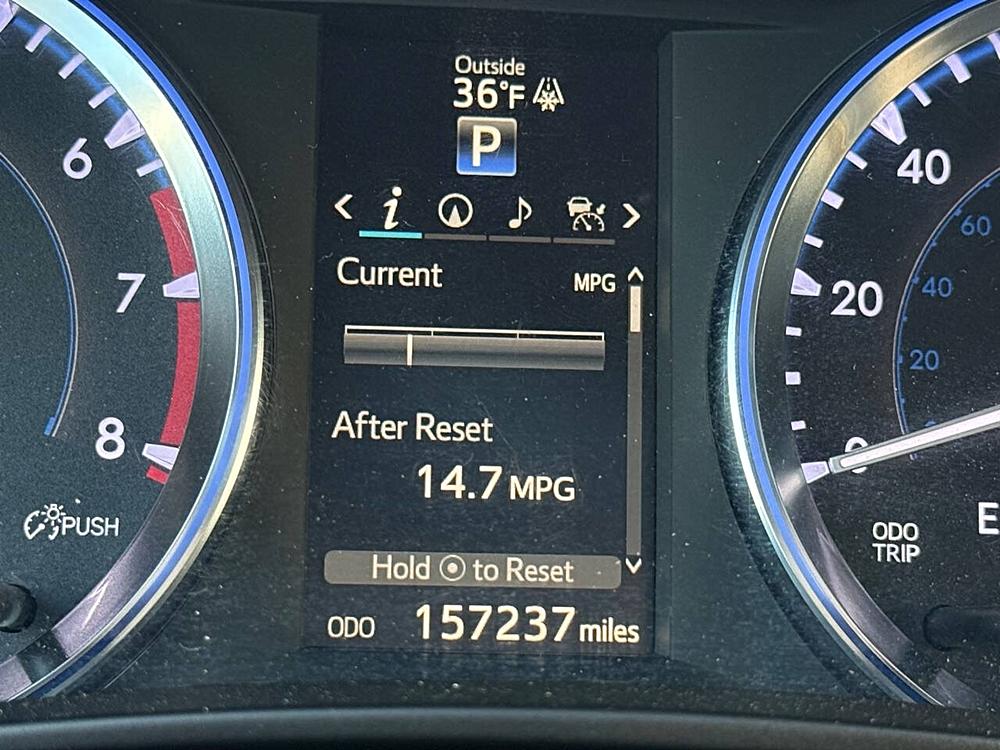 Outside
36°F
P
6
7
8
PUSH
Current MPG
After Reset
14.7 MPG
Hold to Reset
ODO 157237 miles
40
20
0
60
40
20
ODO
TRIP
E